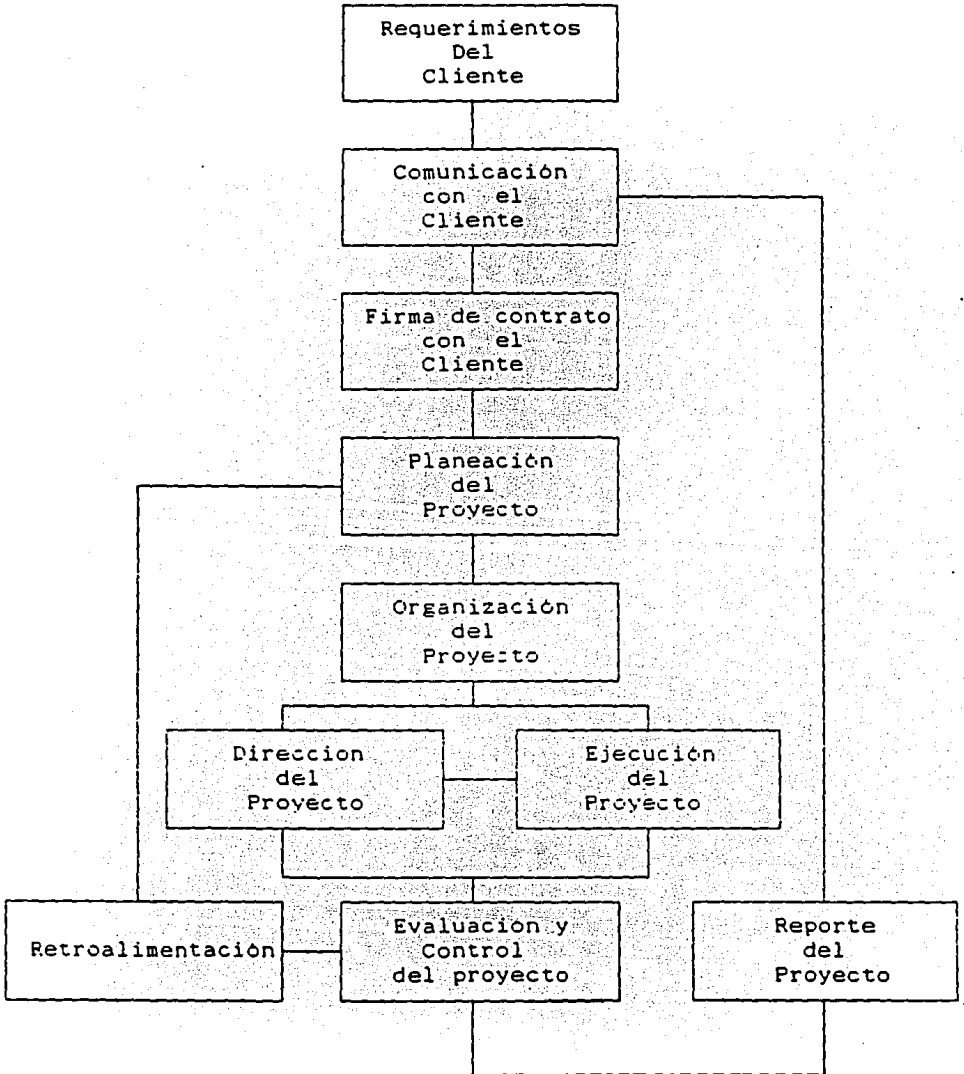 Requerimientos
Del
Cliente
Comunicación
con el
Cliente
Firma de contrato
con el
Cliente
Planeación
del
Proyecto
Organización
del
Proyecto
Direccion
del
Proyecto
Ejecución
del
Proyecto
Retroalimentación
Evaluación y
Control
del proyecto
Reporte
del
Proyecto